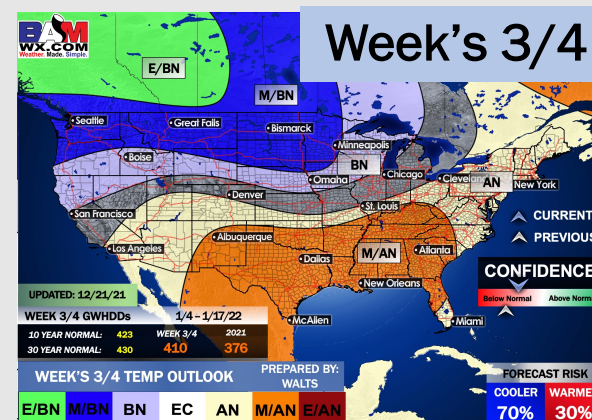 BAM
WX.COM
Weather. Made. Simple.
Week's 3/4
E/BN
M/BN
Seattle
Great Falls
Bismarck
Minneapolis
Boise
BN
Omaha
Chicago
Cleveland
AN
New York
Denver
St. Louis
San Francisco
CURRENT
Los Angeles
Albuquerque
M/AN
Atlanta
PREVIOUS
Dallas
CONFIDENCE
New Orleans
Below Normal
Above Norma
UPDATED: 12/21/21
WEEK 3/4 GWHDDs
1/4 – 1/17/22
McAllen
Miami
10 YEAR NORMAL: 423
WEEK 3/4
2021
30 YEAR NORMAL: 430
410
376
WEEK'S 3/4 TEMP OUTLOOK
PREPARED BY:
WALTS
FORECAST RISK
COOLER
WARME
70%
30%
E/BN M/BN BN EC AN M/AN E/AN